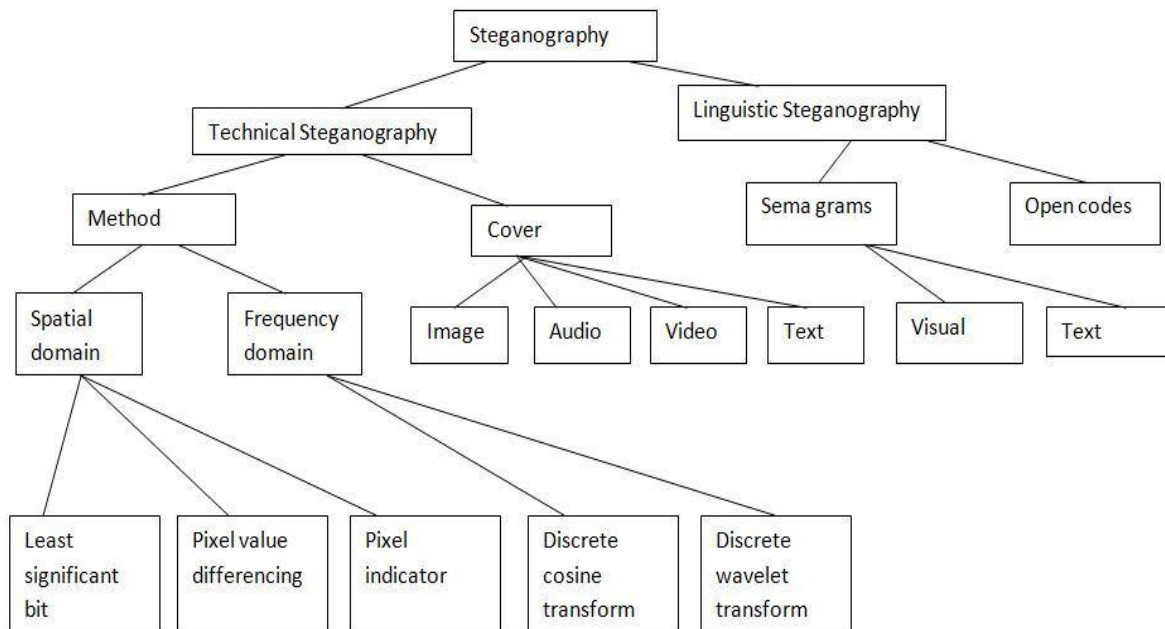 Steganography
Linguistic Steganography
Technical Steganography
Method
Cover
Sema grams
Open codes
Spatial
domain
Frequency
domain
Image
Audio
Video
Text
Visual
Text
Least
significant
bit
Pixel value
differencing
Pixel
indicator
Discrete
cosine
transform
Discrete
wavelet
transform